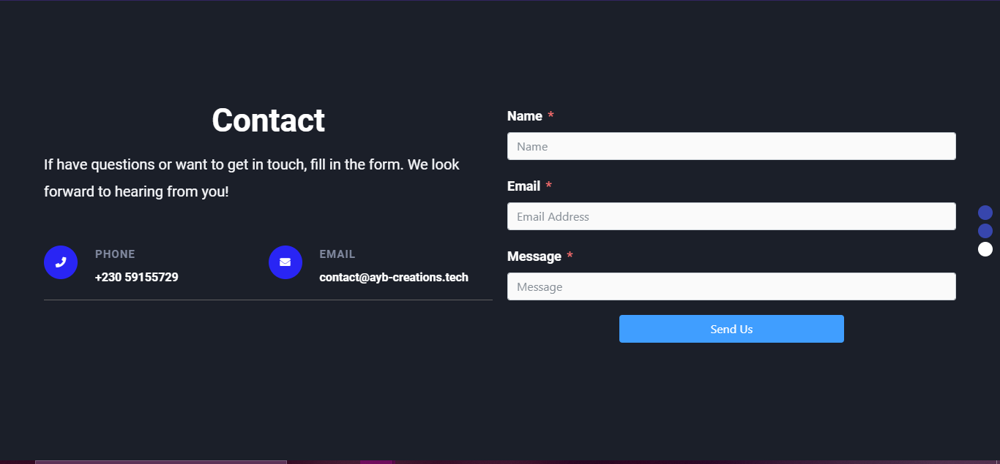 Contact
If have questions or want to get in touch, fill in the form. We look
forward to hearing from you!
PHONE
+230 59155729
EMAIL
contact@ayb-creations.tech
Name *
Name
Email *
Email Address
Message *
Message
Send Us